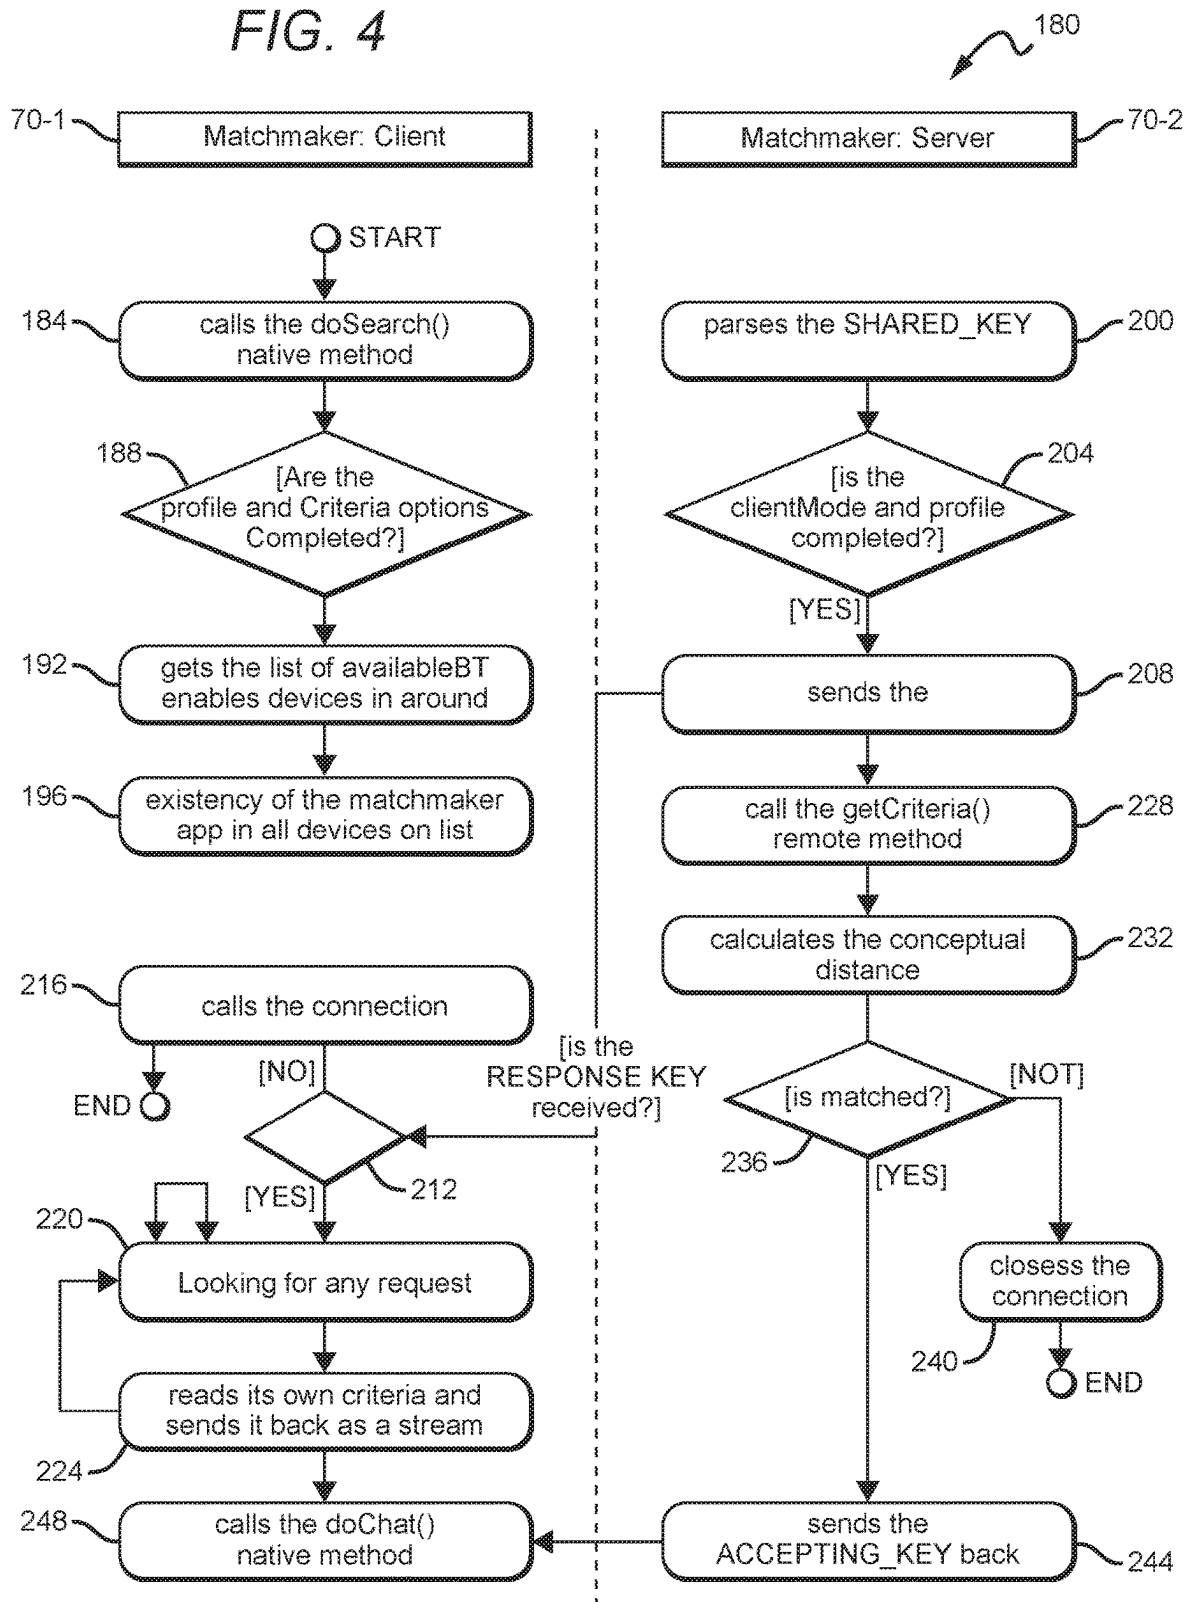 FIG. 4
180
70-1
Matchmaker: Client
Matchmaker: Server
70-2
START
184
calls the doSearch()
native method
parses the SHARED_KEY
200
188
[Are the
profile and Criteria options
Completed?]
204
[is the
clientMode and profile
completed?]
[YES]
192
gets the list of availableBT
enables devices in around
sends the
208
196
existency of the matchmaker
app in all devices on list
call the getCriteria()
remote method
228
calculates the conceptual
distance
232
216
calls the connection
[NO]
END
[is the
RESPONSE KEY
received?]
[is matched?]
[NOT]
236
[YES]
212
[YES]
220
Looking for any request
closess the
connection
240
END
reads its own criteria and
sends it back as a stream
224
248
calls the doChat()
native method
sends the
ACCEPTING_KEY back
244